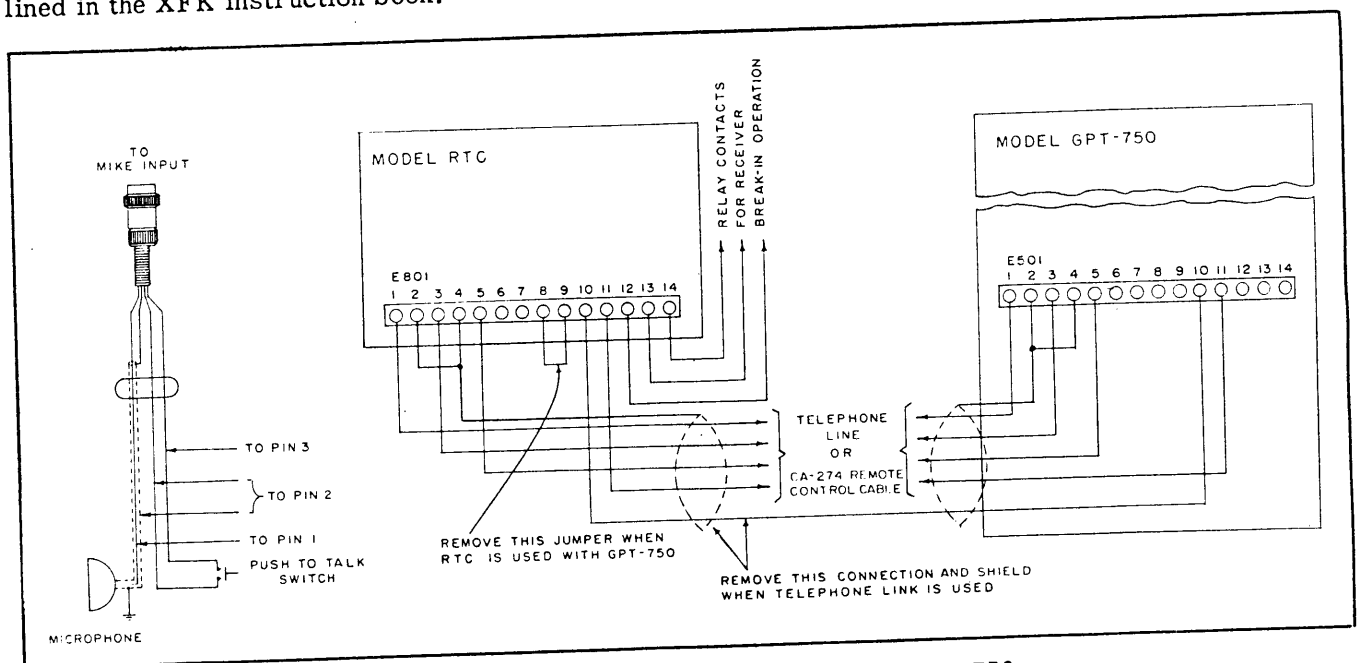 lined in the XFK instruction book.
TO
MIKE INPUT
MODEL RTC
RELAY CONTACTS
FOR RECEIVER
BREAK-IN OPERATION
MODEL GPT-750
E801
1 2 3 4 5 6 7 8 9 10 11 12 13 14
E501
1 2 3 4 5 6 7 8 9 10 11 12 13 14
TELEPHONE
LINE
OR
CA-274 REMOTE
CONTROL CABLE
TO PIN 3
TO PIN 2
TO PIN 1
PUSH TO TALK
SWITCH
MICROPHONE
REMOVE THIS JUMPER WHEN
RTC IS USED WITH GPT-750
REMOVE THIS CONNECTION AND SHIELD
WHEN TELEPHONE LINK IS USED